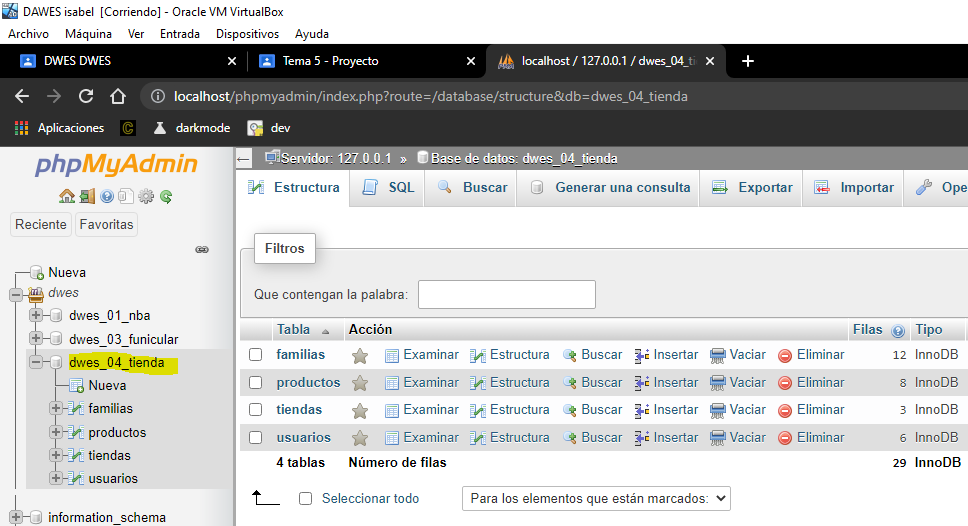 DAWES isabel [Corriendo] - Oracle VM VirtualBox
Archivo Máquina Ver Entrada Dispositivos Ayuda
DWES DWES Tema 5 - Proyecto localhost / 127.0.0.1 / dwes_04_ti
localhost/phpmyadmin/index.php?route=/database/structure&db=dwes_04_tienda
Aplicaciones darkmode dev
phpMyAdmin
Reciente Favoritas
Nueva
dwes
dwes_01_nba
dwes_03_funicular
dwes_04_tienda
Nueva
familias
productos
tiendas
usuarios
information_schema
Servidor: 127.0.0.1 » Base de datos: dwes_04_tienda
Estructura SQL Buscar Generar una consulta Exportar Importar Ope
Filtros
Que contengan la palabra:
Tabla Acción Filas Tipo
familias Examinar Estructura Buscar Insertar Vaciar Eliminar 12 InnoDB
productos Examinar Estructura Buscar Insertar Vaciar Eliminar 8 InnoDB
tiendas Examinar Estructura Buscar Insertar Vaciar Eliminar 3 InnoDB
usuarios Examinar Estructura Buscar Insertar Vaciar Eliminar 6 InnoDB
4 tablas Número de filas 29 InnoDB
Seleccionar todo Para los elementos que están marcados: